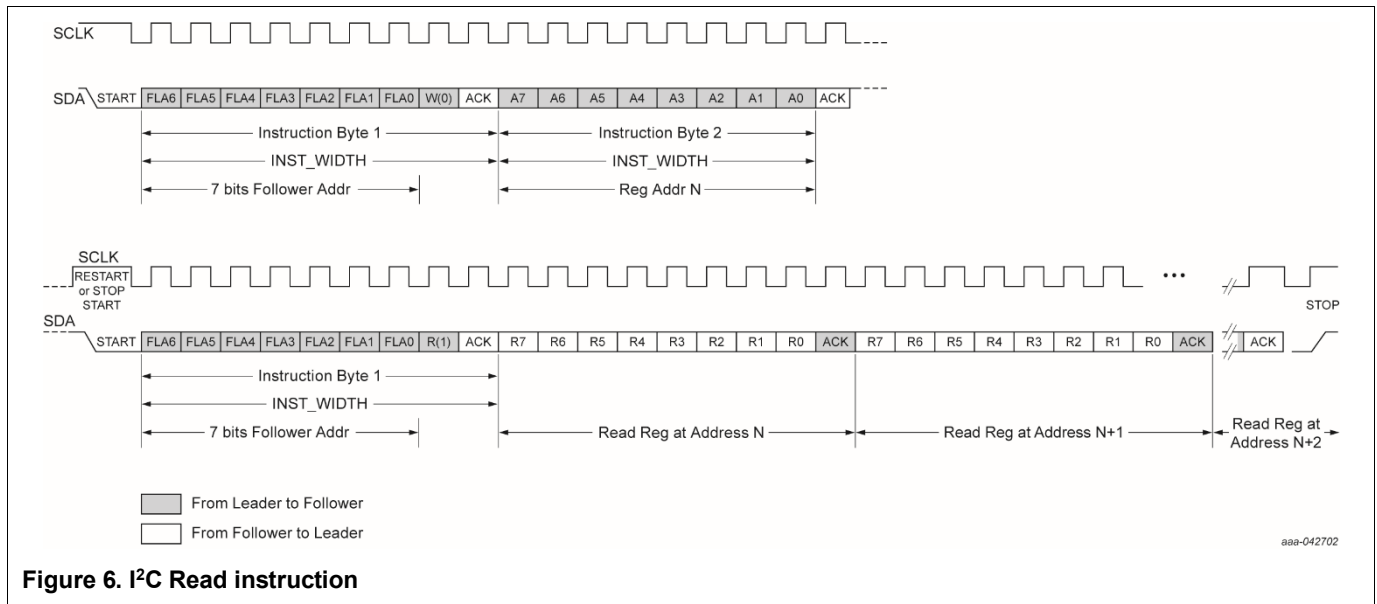 SCLK
SDA START FLA6 FLA5 FLA4 FLA3 FLA2 FLA1 FLA0 W(0) ACK A7 A6 A5 A4 A3 A2 A1 A0 ACK
Instruction Byte 1 Instruction Byte 2
INST_WIDTH INST_WIDTH
7 bits Follower Addr Reg Addr N
SCLK
RESTART
or STOP
START
... STOP
SDA
START FLA6 FLA5 FLA4 FLA3 FLA2 FLA1 FLA0 R(1) ACK R7 R6 R5 R4 R3 R2 R1 R0 ACK R7 R6 R5 R4 R3 R2 R1 R0 ACK ACK
Instruction Byte 1
INST_WIDTH
7 bits Follower Addr Read Reg at Address N Read Reg at Address N+1 Read Reg at
Address N+2
From Leader to Follower
From Follower to Leader
aaa-042702
Figure 6. I²C Read instruction